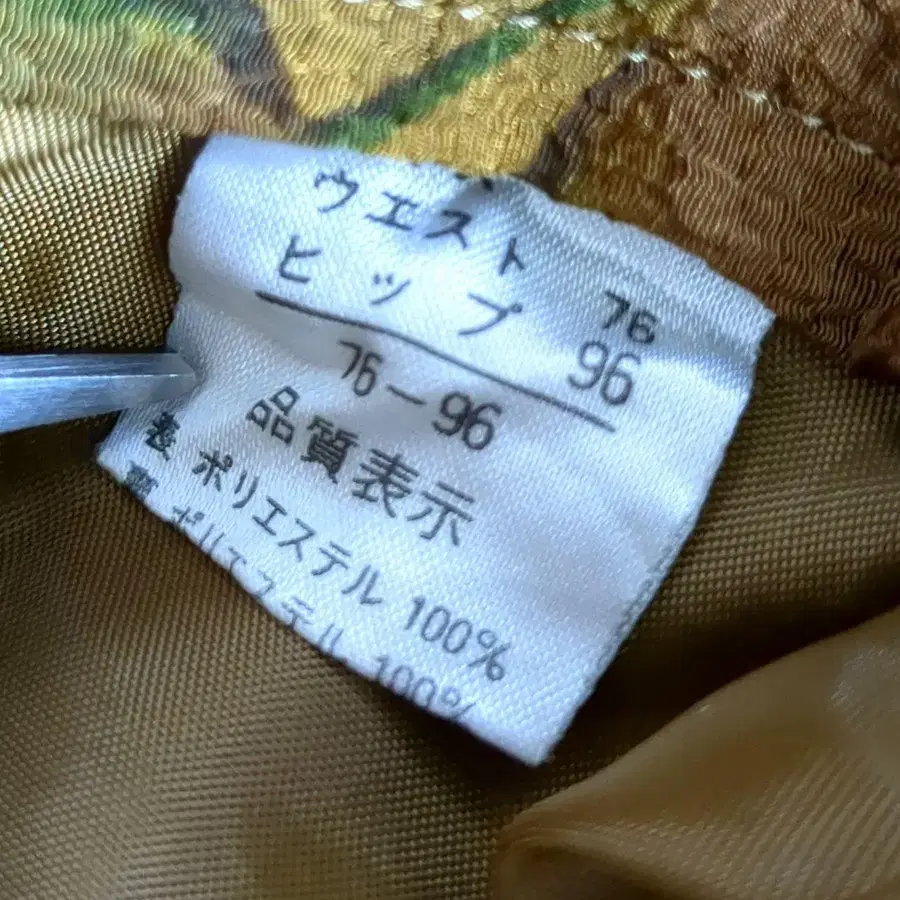 ウエスト 76
ヒップ 96
76-96
品質表示
表 ポリエステル 100%
ポリエステル 100%